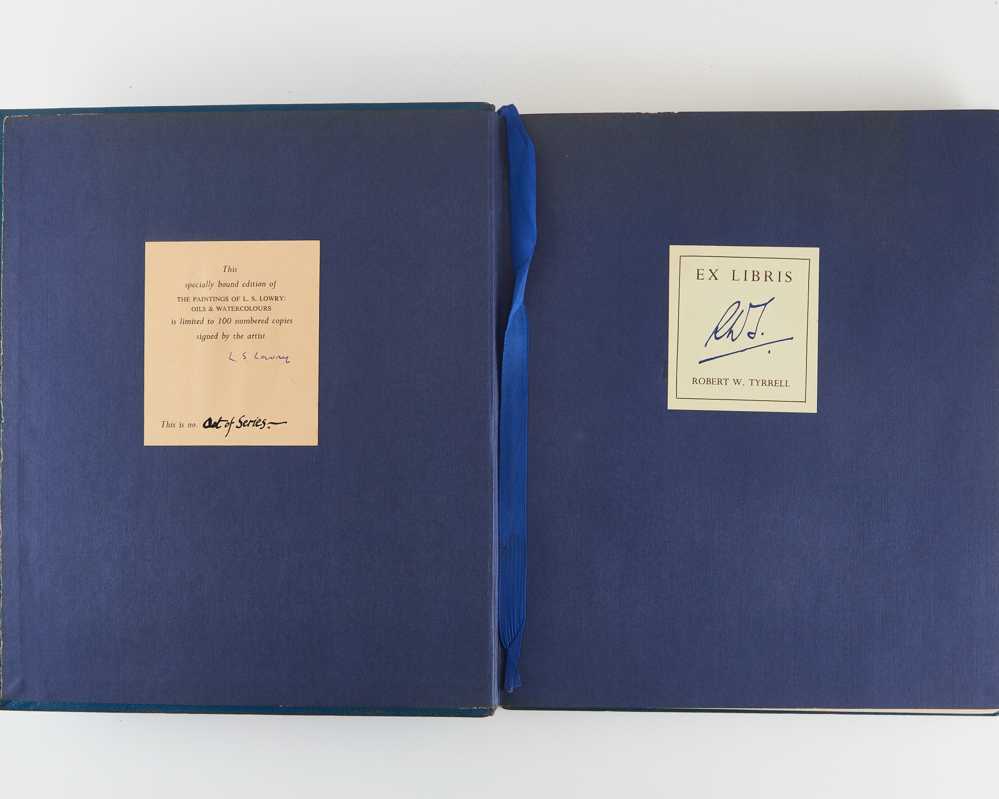 This
specially bound edition of
THE PAINTINGS OF L. S. LOWRY:
OILS & WATERCOLOURS
is limited to 100 numbered copies
signed by the artist
L S Lowry
This is no. Out of Series.—
EX LIBRIS
RWT.
ROBERT W. TYRRELL